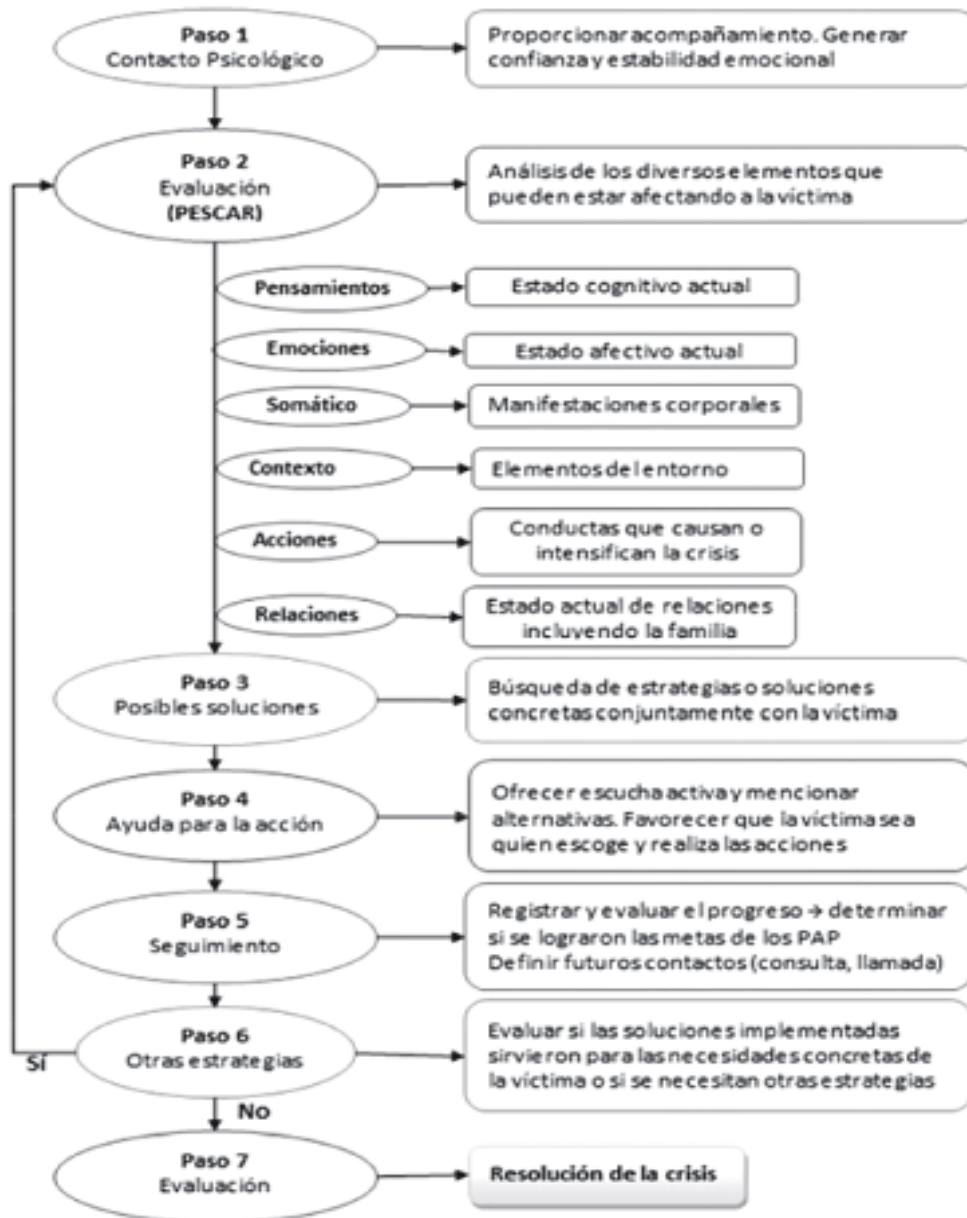 Paso 1
Contacto Psicológico
Proporcionar acompañamiento. Generar
confianza y estabilidad emocional
Paso 2
Evaluación
(PESCAR)
Análisis de los diversos elementos que
pueden estar afectando a la víctima
Pensamientos
Estado cognitivo actual
Emociones
Estado afectivo actual
Somático
Manifestaciones corporales
Contexto
Elementos del entorno
Acciones
Conductas que causan o
intensifican la crisis
Relaciones
Estado actual de relaciones
incluyendo la familia
Paso 3
Posibles soluciones
Búsqueda de estrategias o soluciones
concretas conjuntamente con la víctima
Paso 4
Ayuda para la acción
Ofrecer escucha activa y mencionar
alternativas. Favorecer que la víctima sea
quien escoge y realiza las acciones
Paso 5
Seguimiento
Registrar y evaluar el progreso → determinar
si se lograron las metas de los PAP
Definir futuros contactos (consulta, llamada)
Paso 6
Otras estrategias
Sí
Evaluar si las soluciones implementadas
sirvieron para las necesidades concretas de
la víctima o si se necesitan otras estrategias
No
Paso 7
Evaluación
Resolución de la crisis